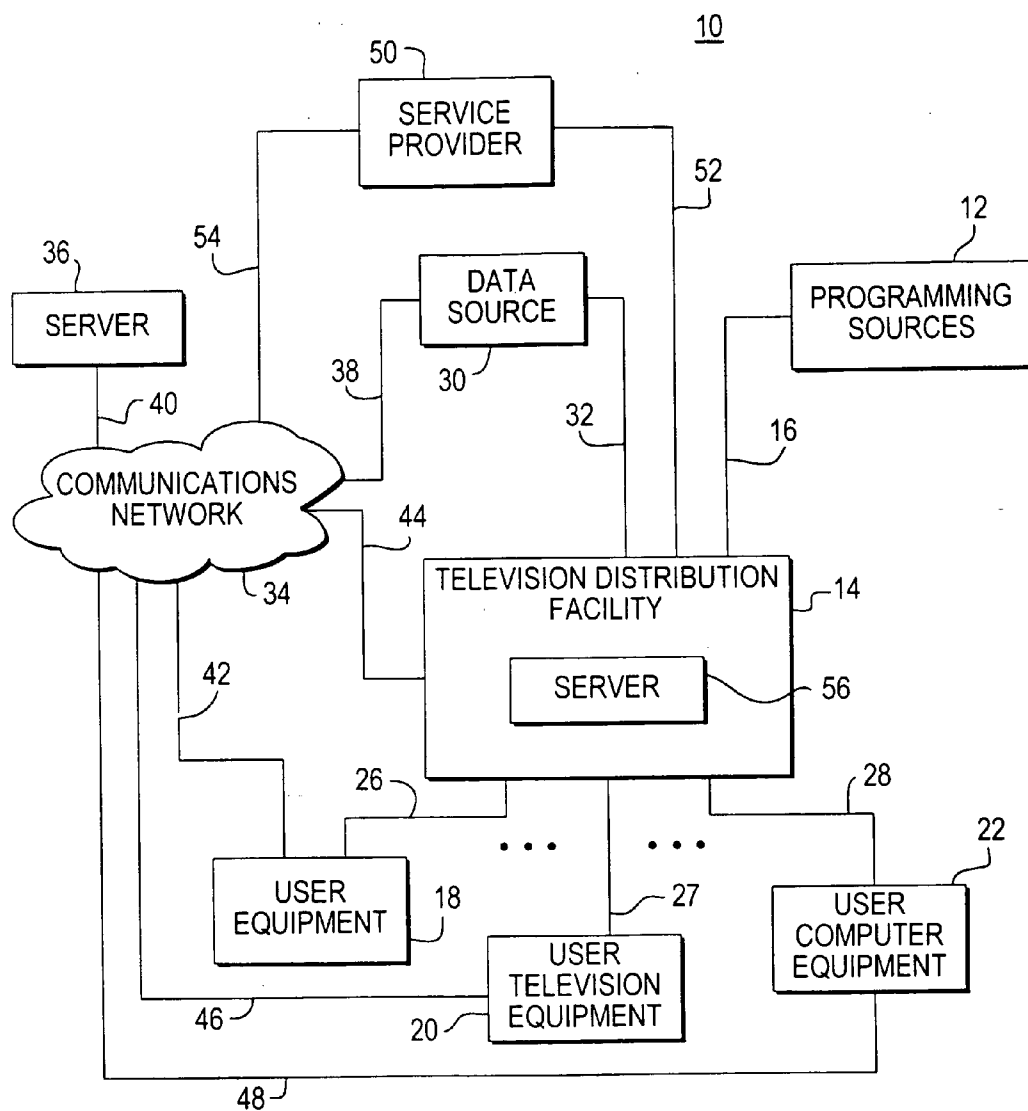 10
50
SERVICE
PROVIDER
52
12
54
36
DATA
SOURCE
PROGRAMMING
SOURCES
SERVER
38
30
40
32
16
COMMUNICATIONS
NETWORK
44
34
TELEVISION DISTRIBUTION
FACILITY
14
42
SERVER
56
26
28
22
USER
EQUIPMENT
18
27
USER
COMPUTER
EQUIPMENT
USER
TELEVISION
EQUIPMENT
46
20
48